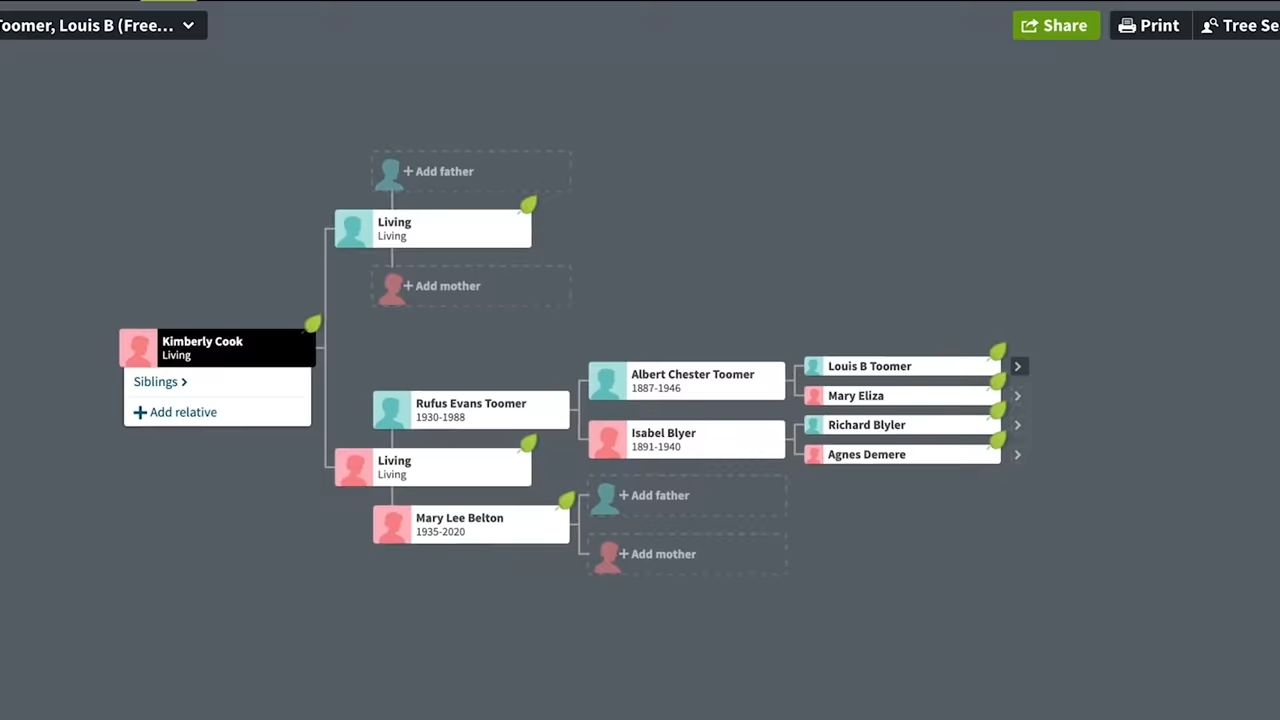 Toomer, Louis B (Free...
Share
Print
Tree Se
+ Add father
Living
Living
+ Add mother
Kimberly Cook
Living
Siblings >
+ Add relative
Rufus Evans Toomer
1930-1988
Living
Living
Mary Lee Belton
1935-2020
Albert Chester Toomer
1887-1946
Isabel Blyer
1891-1940
+ Add father
+ Add mother
Louis B Toomer
Mary Eliza
Richard Blyler
Agnes Demere